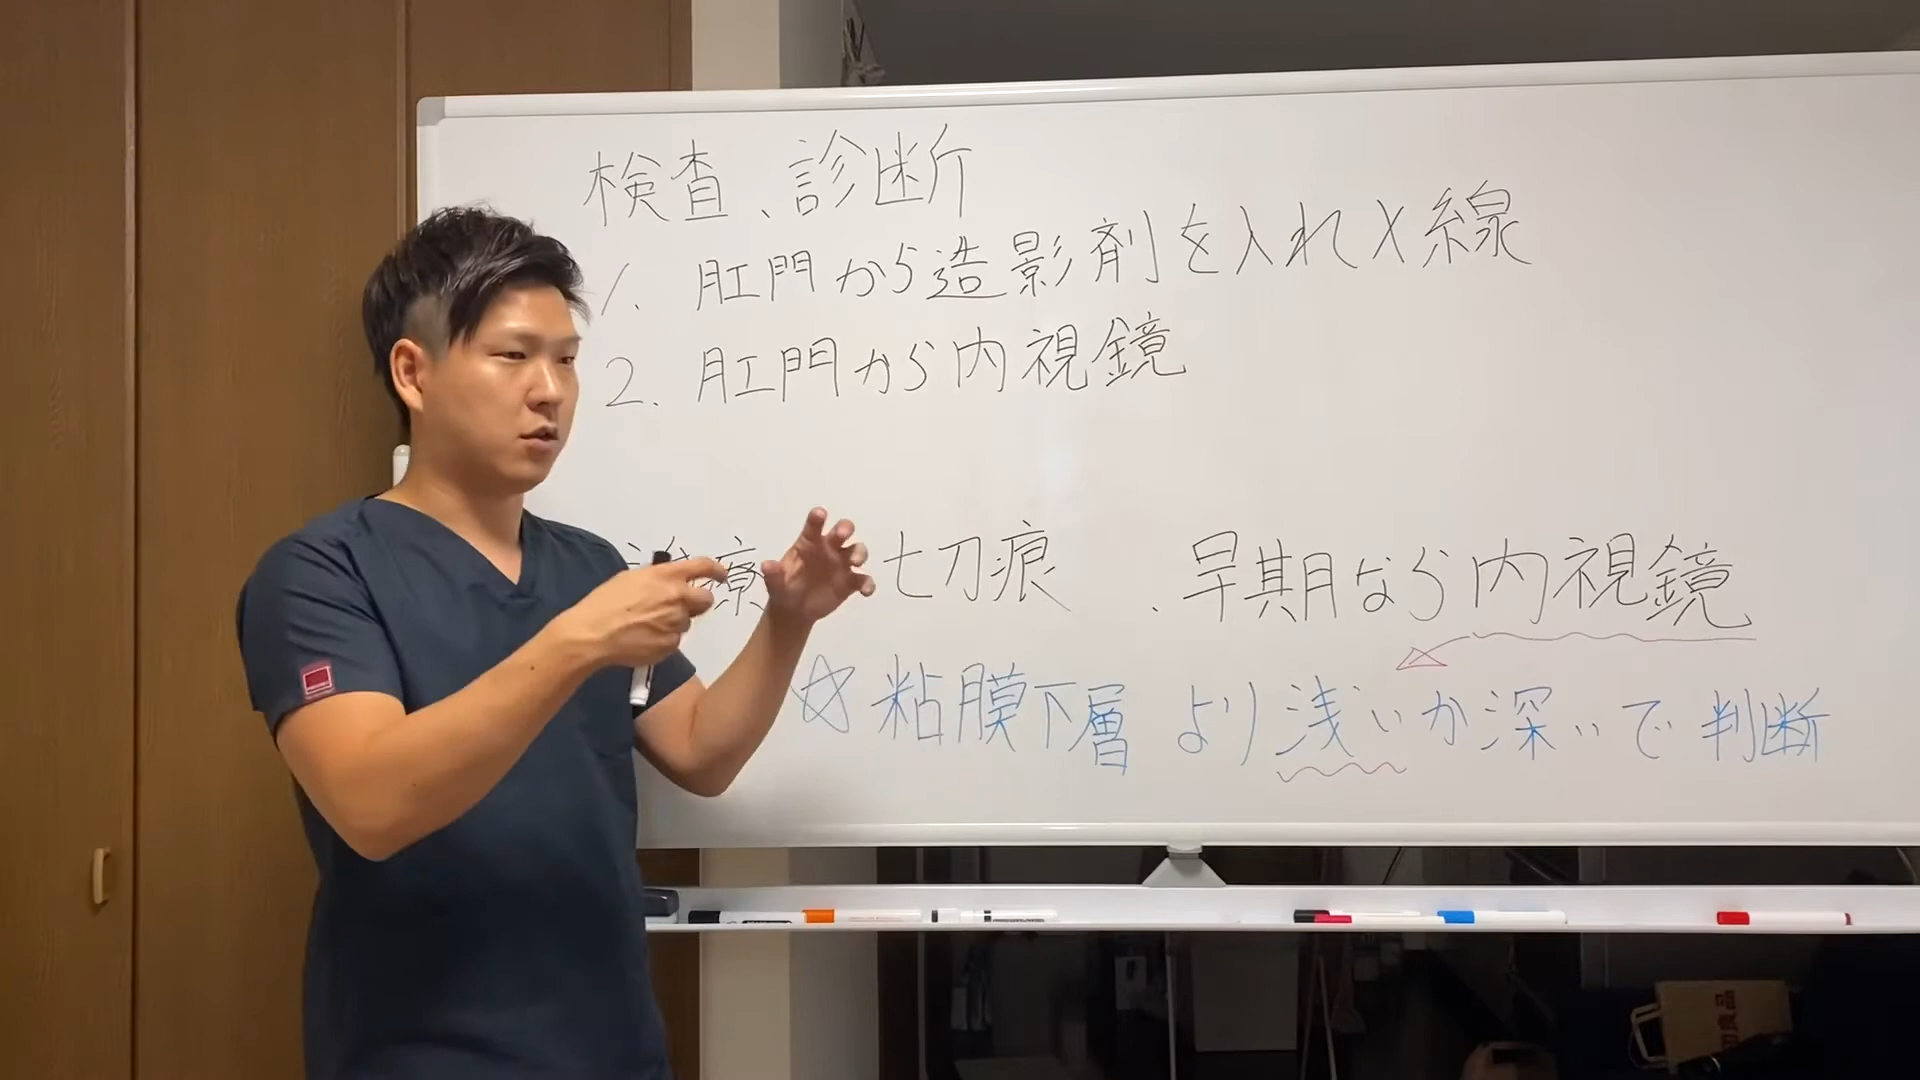 検査、診断
1. 肛門から造影剤を入れX線
2. 肛門から内視鏡
治療 切痕 . 早期なら内視鏡
☆粘膜下層 より浅いか深いで判断